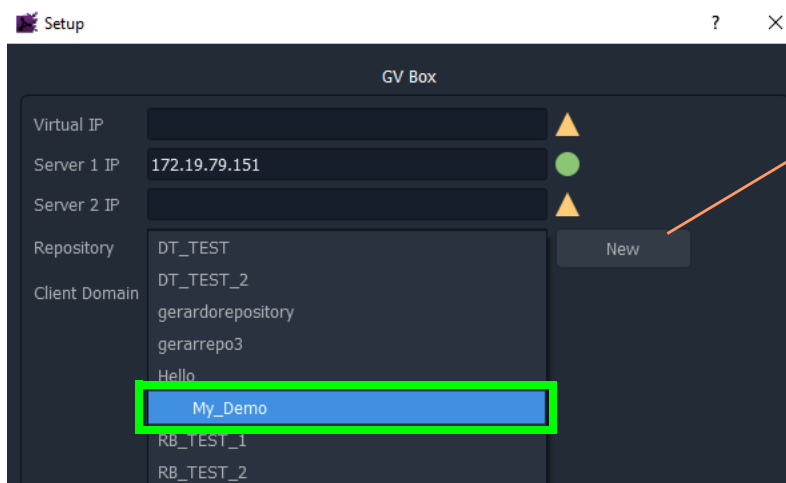 Setup ?
GV Box
Virtual IP
Server 1 IP 172.19.79.151
Server 2 IP
Repository DT_TEST New
DT_TEST_2
Client Domain
gerardorepository
gerarrepo3
Hello
My_Demo
RB_TEST_1
RB_TEST_2